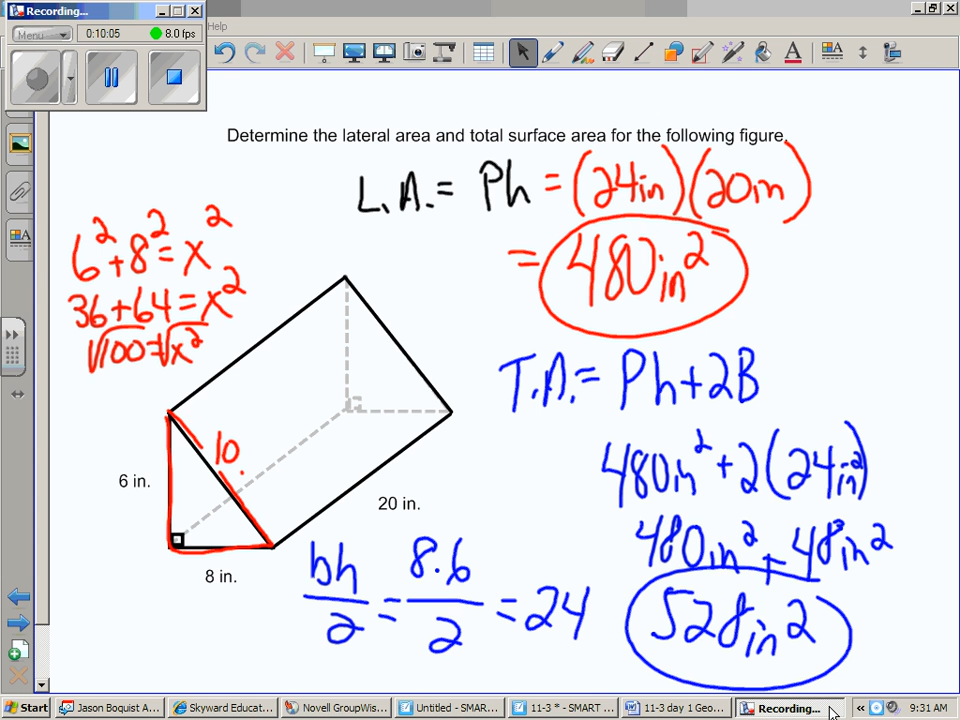 Recording...
Menu
0:10:05
8.0 fps
Help
Determine the lateral area and total surface area for the following figure.
L.A. = Ph = (24in)(20in)
= 480in²
6² + 8² = x²
36 + 64 = x²
√100 = √x²
10
6 in.
8 in.
20 in.
T.A. = Ph + 2B
480in² + 2(24in²)
480in² + 48in²
528in²
bh/2 = 8·6/2 = 24
Start
Jason Boquist A...
Skyward Educat...
Novell GroupWis...
Untitled - SMAR...
11-3 * - SMART ...
11-3 day 1 Geo...
Recording...
«
9:31 AM